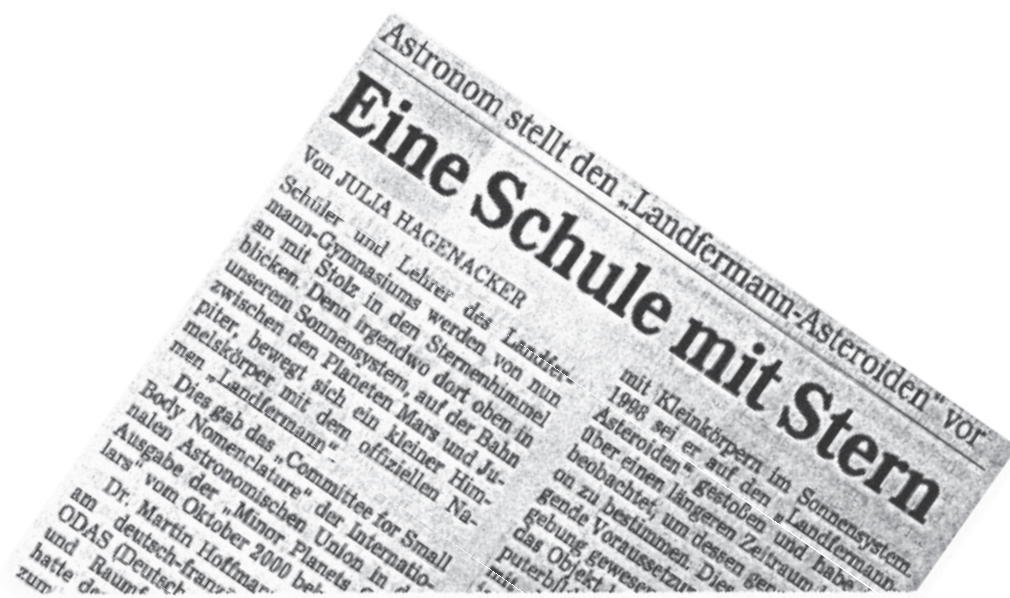 Astronom stellt den „Landfermann-Asteroiden" vor
Eine Schule mit Stern
Von JULIA HAGENACKER
Schüler und Lehrer des Landfer-
mann-Gymnasiums werden von nun
an mit Stolz in den Sternenhimmel
blicken. Denn irgendwo dort oben in
unserem Sonnensystem, auf der Bahn
zwischen den Planeten Mars und Ju-
piter, bewegt sich ein kleiner Him-
melskörper mit dem offiziellen Na-
men „Landfermann".
Dies gab das „Committee for Small
Body Nomenclature" der Internatio-
nalen Astronomischen Union in der
Ausgabe der „Minor Planets
lars" vom Oktober 2000
Dr. Martin
am deutsch-
ODAS (Deutsch
und Raumf
hatte
zum
mit Kleinkörpern im Sonnensystem.
1998 sei er auf den „Landfermann-
Asteroiden" gestoßen und habe
über einen längeren Zeitraum
beobachtet, um dessen
on zu bestimmen.
gende
gebung
das Objekt